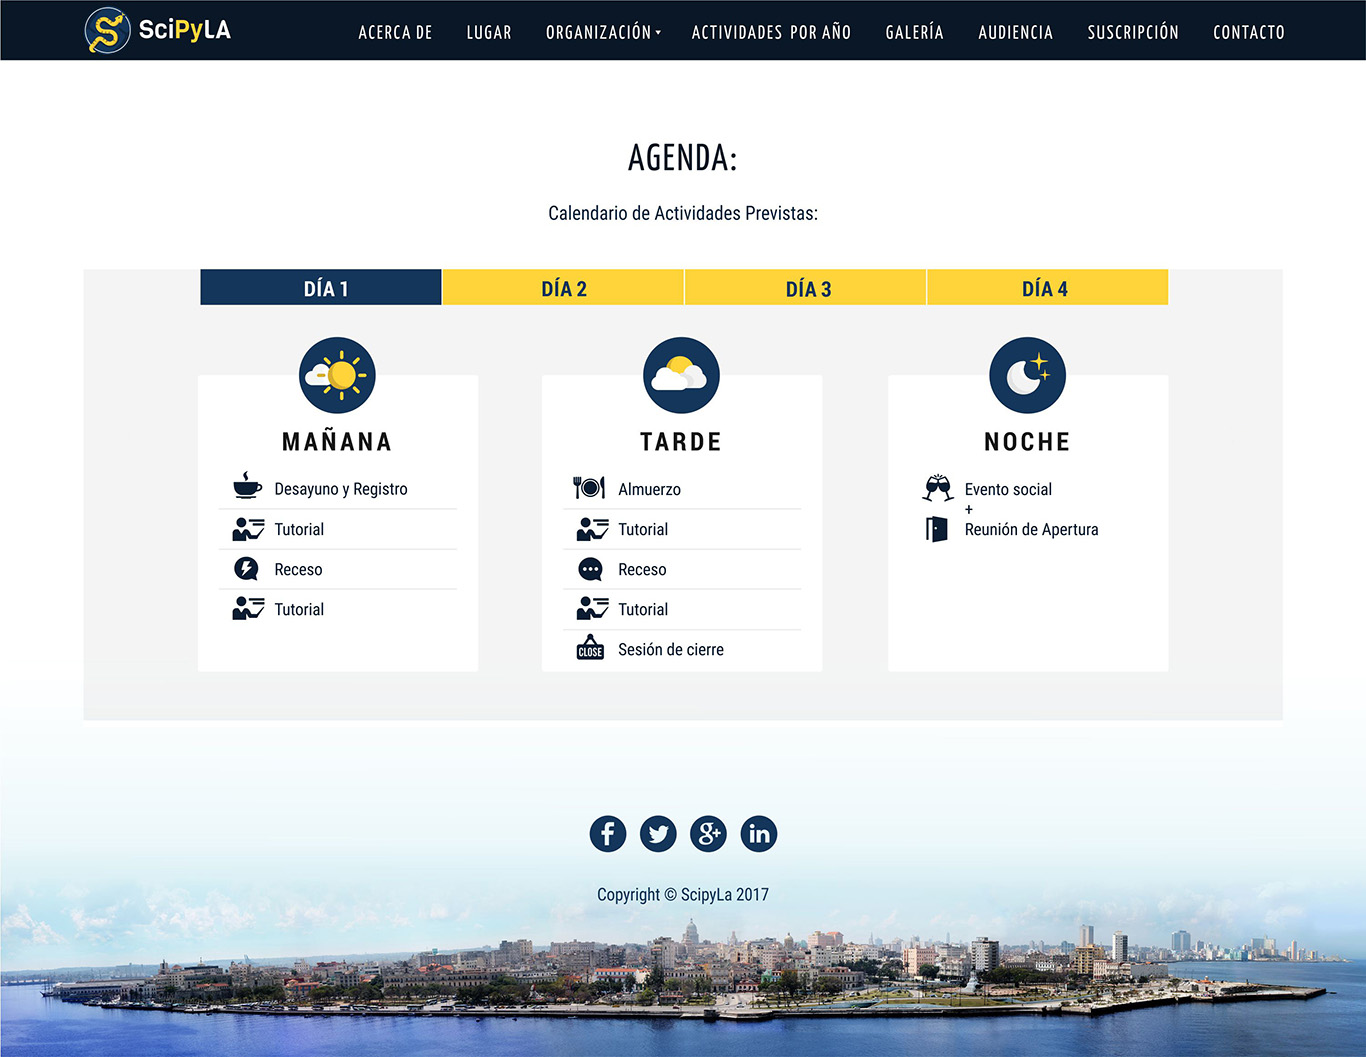 SciPyLA
ACERCA DE LUGAR ORGANIZACIÓN ACTIVIDADES POR AÑO GALERÍA AUDIENCIA SUSCRIPCIÓN CONTACTO
AGENDA:
Calendario de Actividades Previstas:
DÍA 1 DÍA 2 DÍA 3 DÍA 4
MAÑANA
Desayuno y Registro
Tutorial
Receso
Tutorial
TARDE
Almuerzo
Tutorial
Receso
Tutorial
CLOSE Sesión de cierre
NOCHE
Evento social
+
Reunión de Apertura
f g+ in
Copyright © ScipyLa 2017